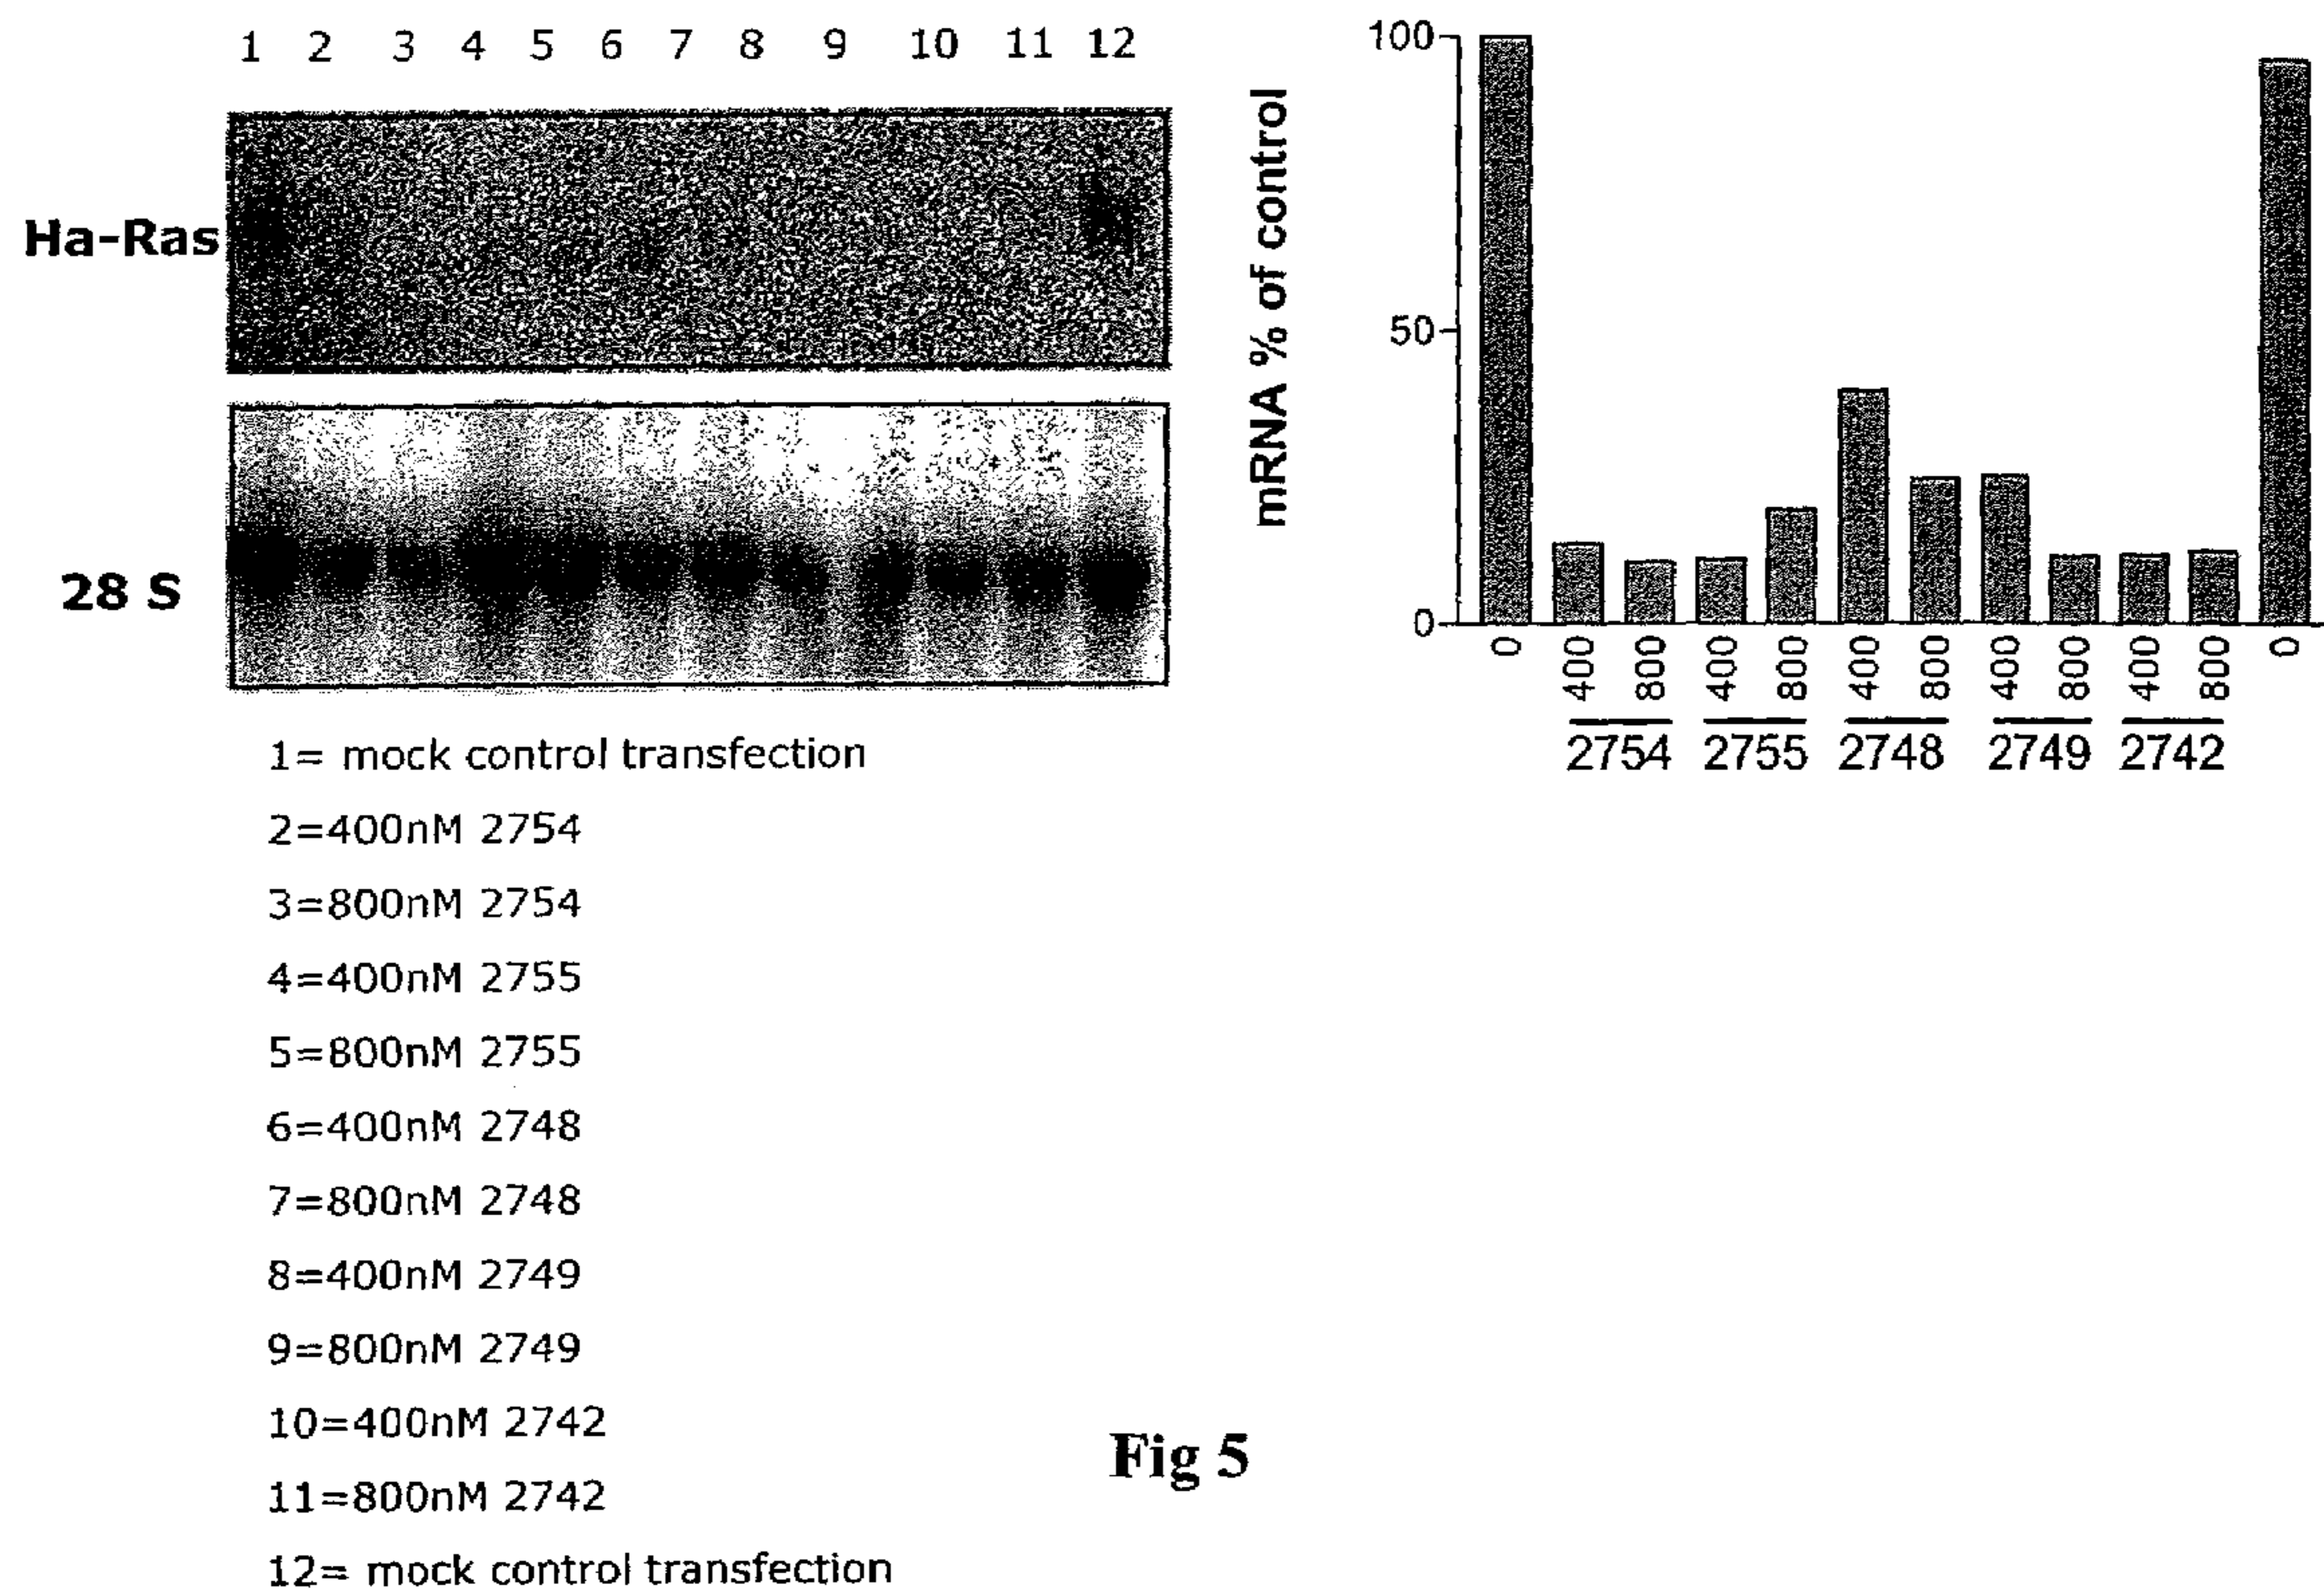 1 2 3 4 5 6 7 8 9 10 11 12
Ha-Ras
28 S
1= mock control transfection
2=400nM 2754
3=800nM 2754
4=400nM 2755
5=800nM 2755
6=400nM 2748
7=800nM 2748
8=400nM 2749
9=800nM 2749
10=400nM 2742
11=800nM 2742
12= mock control transfection
mRNA % of control
100
50
0
0 400 800 400 800 400 800 400 800 400 800 0
2754 2755 2748 2749 2742
Fig 5